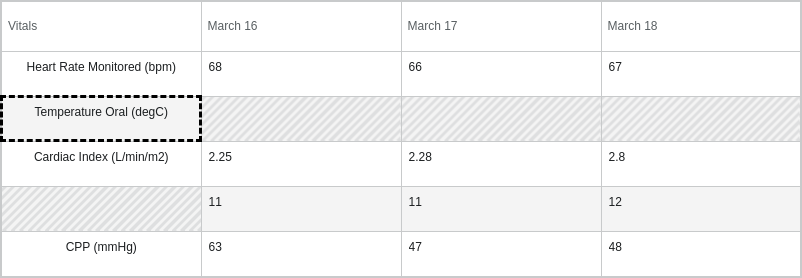 Vitals March 16 March 17 March 18
Heart Rate Monitored (bpm) 68 66 67
Temperature Oral (degC)
Cardiac Index (L/min/m2) 2.25 2.28 2.8
11 11 12
CPP (mmHg) 63 47 48